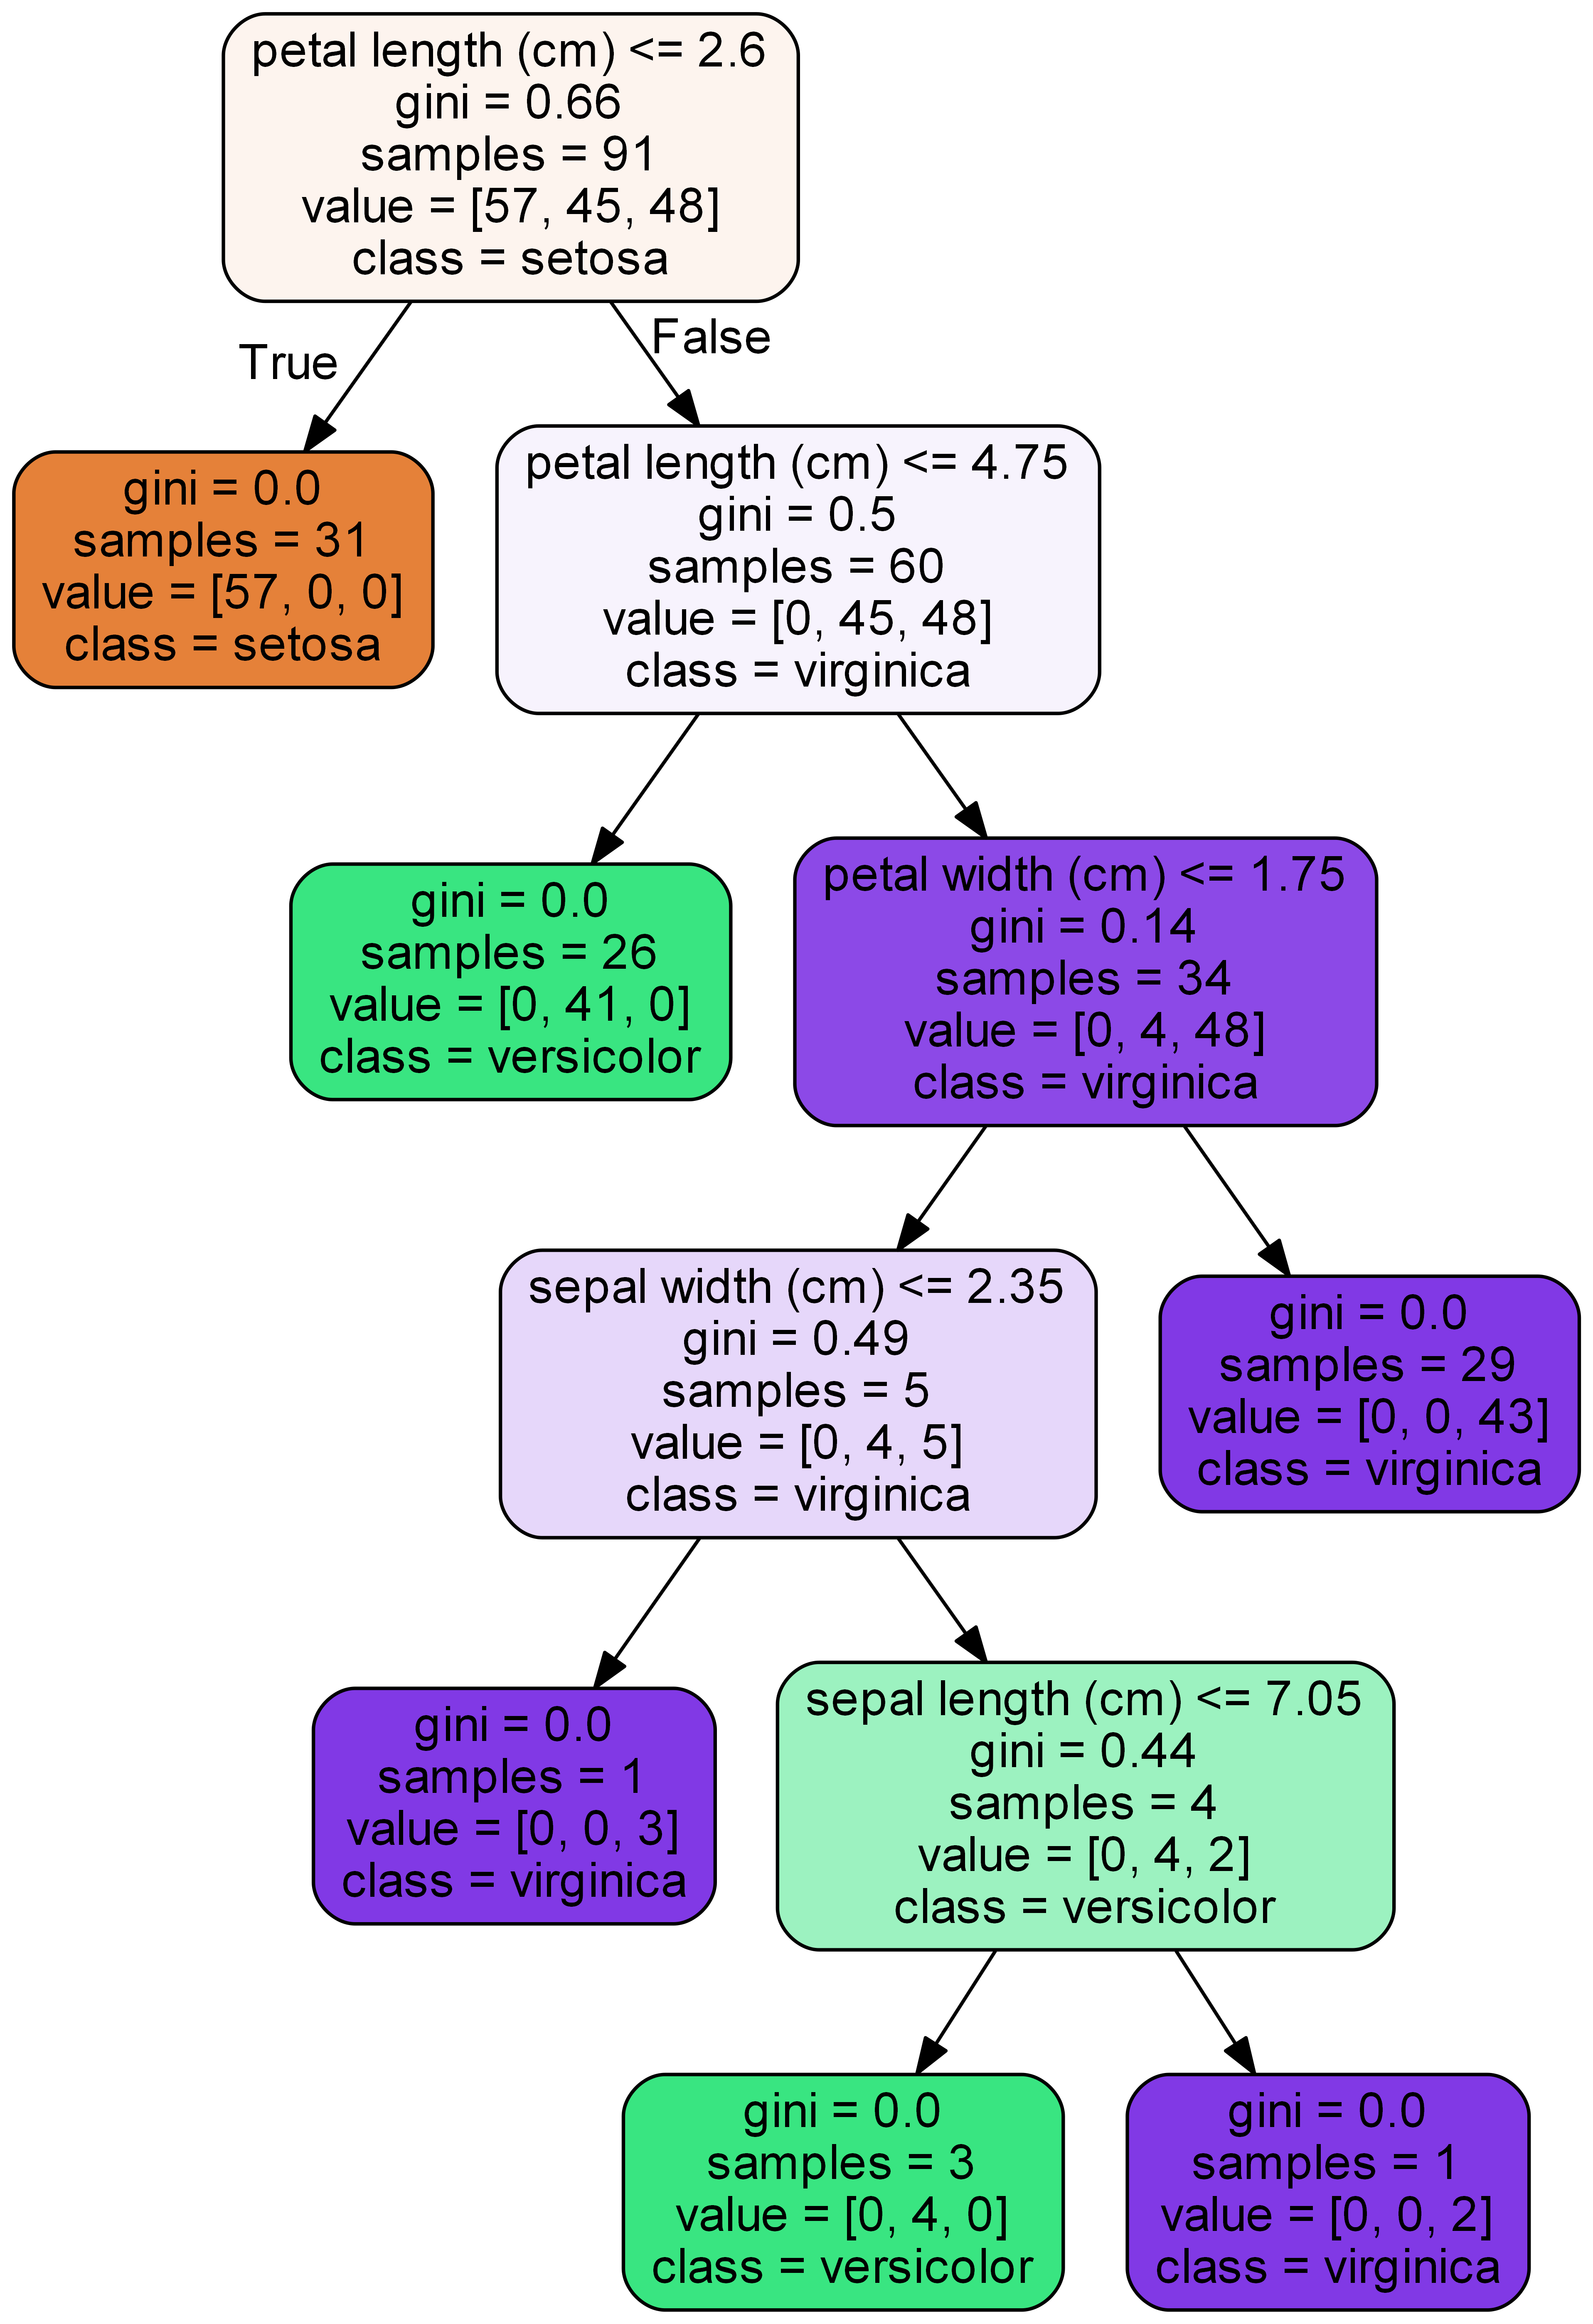 petal length (cm) <= 2.6
gini = 0.66
samples = 91
value = [57, 45, 48]
class = setosa
True
False
gini = 0.0
samples = 31
value = [57, 0, 0]
class = setosa
petal length (cm) <= 4.75
gini = 0.5
samples = 60
value = [0, 45, 48]
class = virginica
gini = 0.0
samples = 26
value = [0, 41, 0]
class = versicolor
petal width (cm) <= 1.75
gini = 0.14
samples = 34
value = [0, 4, 48]
class = virginica
sepal width (cm) <= 2.35
gini = 0.49
samples = 5
value = [0, 4, 5]
class = virginica
gini = 0.0
samples = 29
value = [0, 0, 43]
class = virginica
gini = 0.0
samples = 1
value = [0, 0, 3]
class = virginica
sepal length (cm) <= 7.05
gini = 0.44
samples = 4
value = [0, 4, 2]
class = versicolor
gini = 0.0
samples = 3
value = [0, 4, 0]
class = versicolor
gini = 0.0
samples = 1
value = [0, 0, 2]
class = virginica